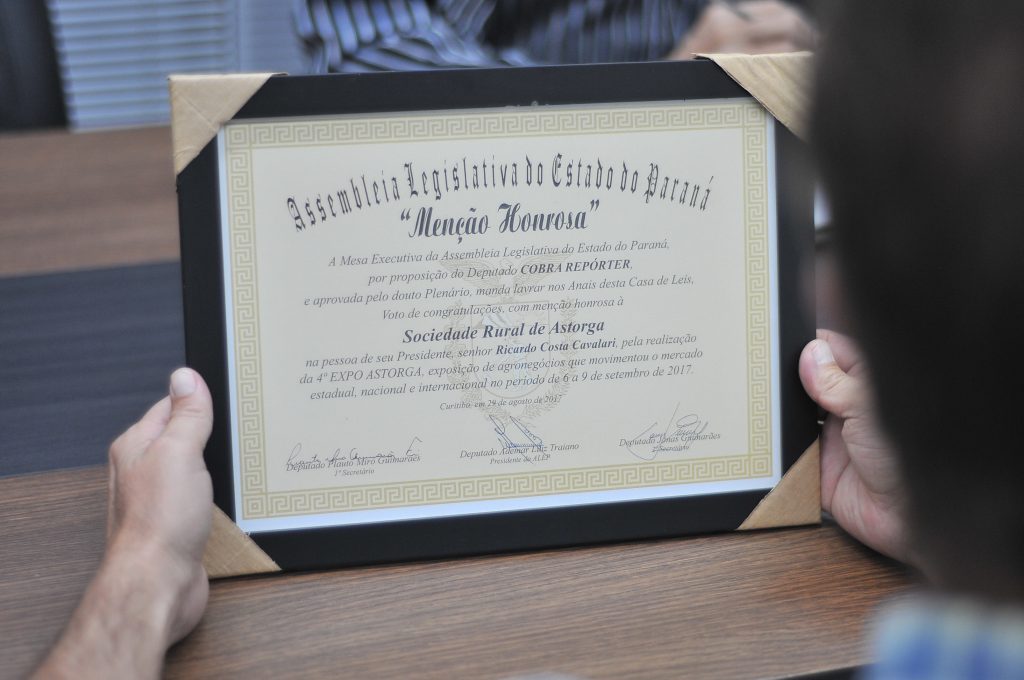 Assembleia Legislativa do Estado do Paraná
"Menção Honrosa"
A Mesa Executiva da Assembleia Legislativa do Estado do Paraná,
por proposição do Deputado COBRA REPÓRTER,
e aprovada pelo douto Plenário, manda lavrar nos Anais desta Casa de Leis,
Voto de congratulações, com menção honrosa à
Sociedade Rural de Astorga
na pessoa de seu Presidente, senhor Ricardo Costa Cavalari, pela realização
da 4ª EXPO ASTORGA, exposição de agronegócios que movimentou o mercado
estadual, nacional e internacional no período de 6 a 9 de setembro de 2017.
Curitiba, em 29 de agosto de 2017
Deputado Plauto Miró Guimarães
1º Secretário
Deputado Ademar Luiz Traiano
Presidente da ALEP
Deputado Jonas Guimarães
2º Secretário